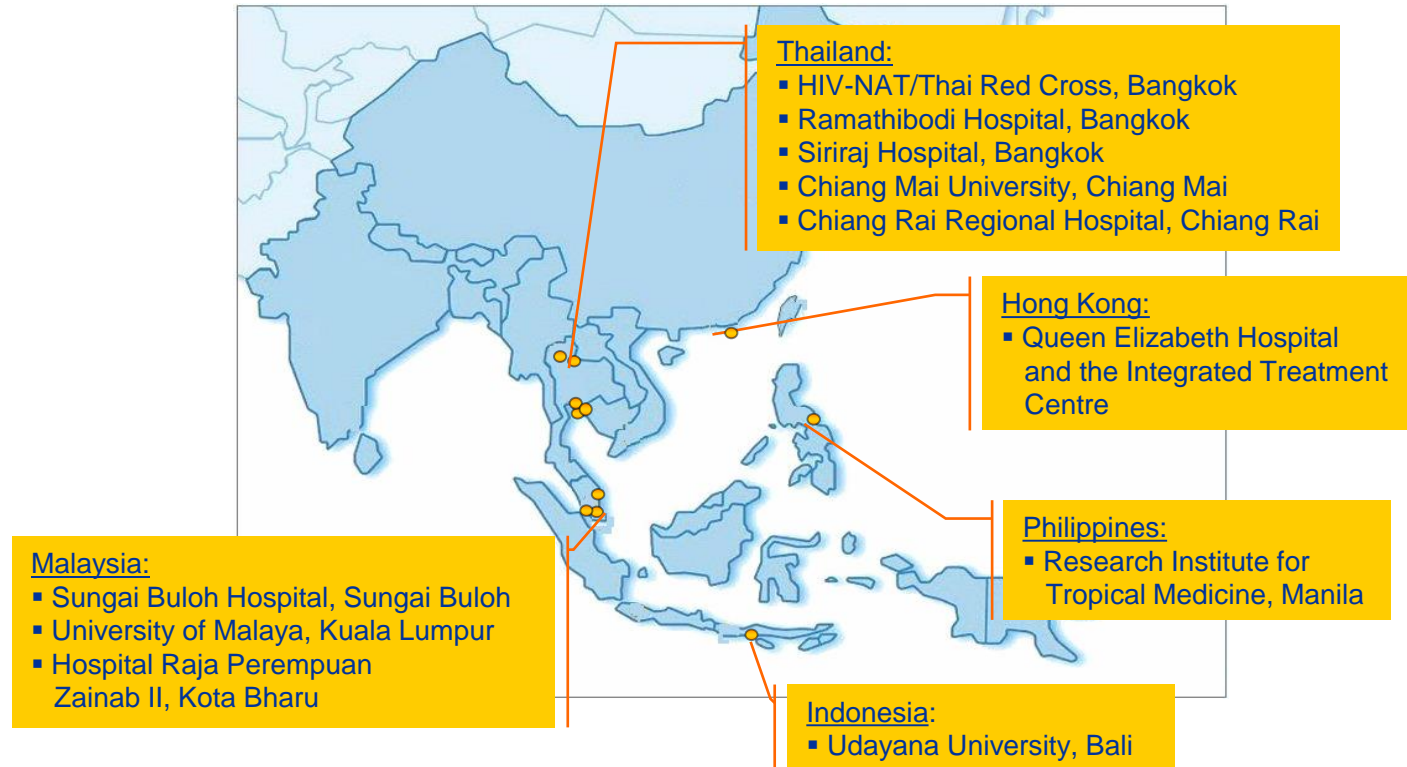 Thailand:
▪ HIV-NAT/Thai Red Cross, Bangkok
▪ Ramathibodi Hospital, Bangkok
▪ Siriraj Hospital, Bangkok
▪ Chiang Mai University, Chiang Mai
▪ Chiang Rai Regional Hospital, Chiang Rai
Hong Kong:
▪ Queen Elizabeth Hospital
and the Integrated Treatment
Centre
Philippines:
▪ Research Institute for
Tropical Medicine, Manila
Malaysia:
▪ Sungai Buloh Hospital, Sungai Buloh
▪ University of Malaya, Kuala Lumpur
▪ Hospital Raja Perempuan
Zainab II, Kota Bharu
Indonesia:
▪ Udayana University, Bali